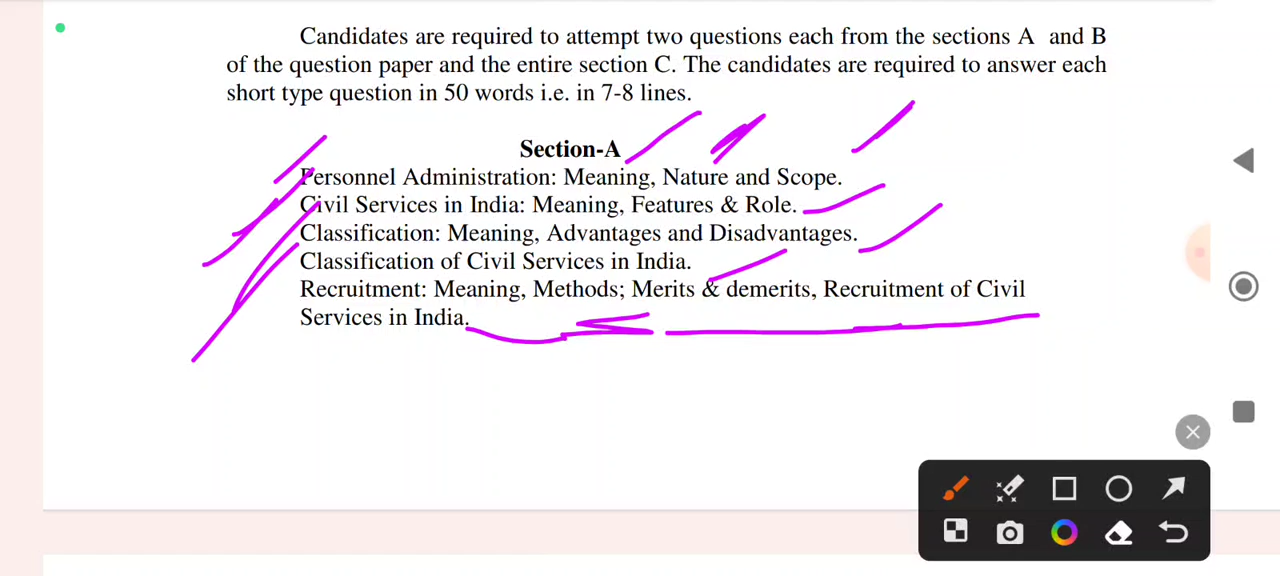 Candidates are required to attempt two questions each from the sections A and B
of the question paper and the entire section C. The candidates are required to answer each
short type question in 50 words i.e. in 7-8 lines.
Section-A
Personnel Administration: Meaning, Nature and Scope.
Civil Services in India: Meaning, Features & Role.
Classification: Meaning, Advantages and Disadvantages.
Classification of Civil Services in India.
Recruitment: Meaning, Methods; Merits & demerits, Recruitment of Civil
Services in India.